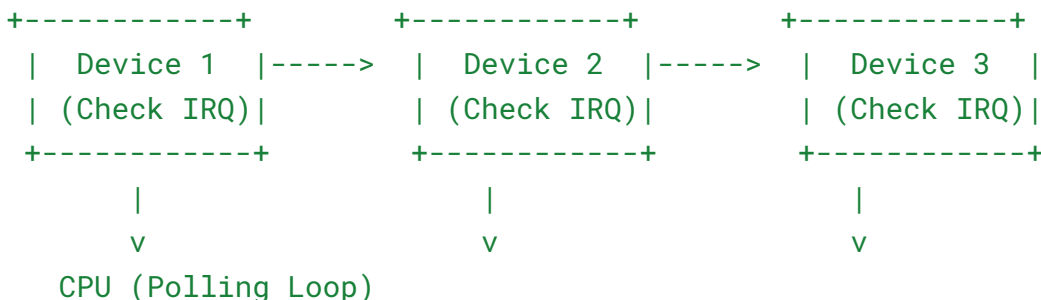 +------------+        +------------+        +------------+
 |  Device 1  |----->  |  Device 2  |----->  |  Device 3  |
 | (Check IRQ)|        | (Check IRQ)|        | (Check IRQ)|
 +------------+        +------------+        +------------+
       |                   |                    |
       v                   v                    v
   CPU (Polling Loop)